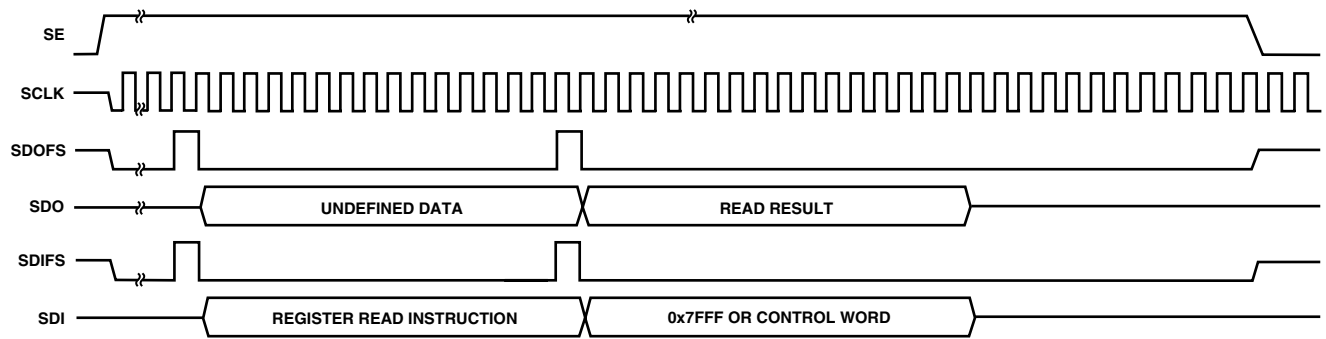 SE
SCLK
SDOFS
SDO
UNDEFINED DATA
READ RESULT
SDIFS
SDI
REGISTER READ INSTRUCTION
0x7FFF OR CONTROL WORD